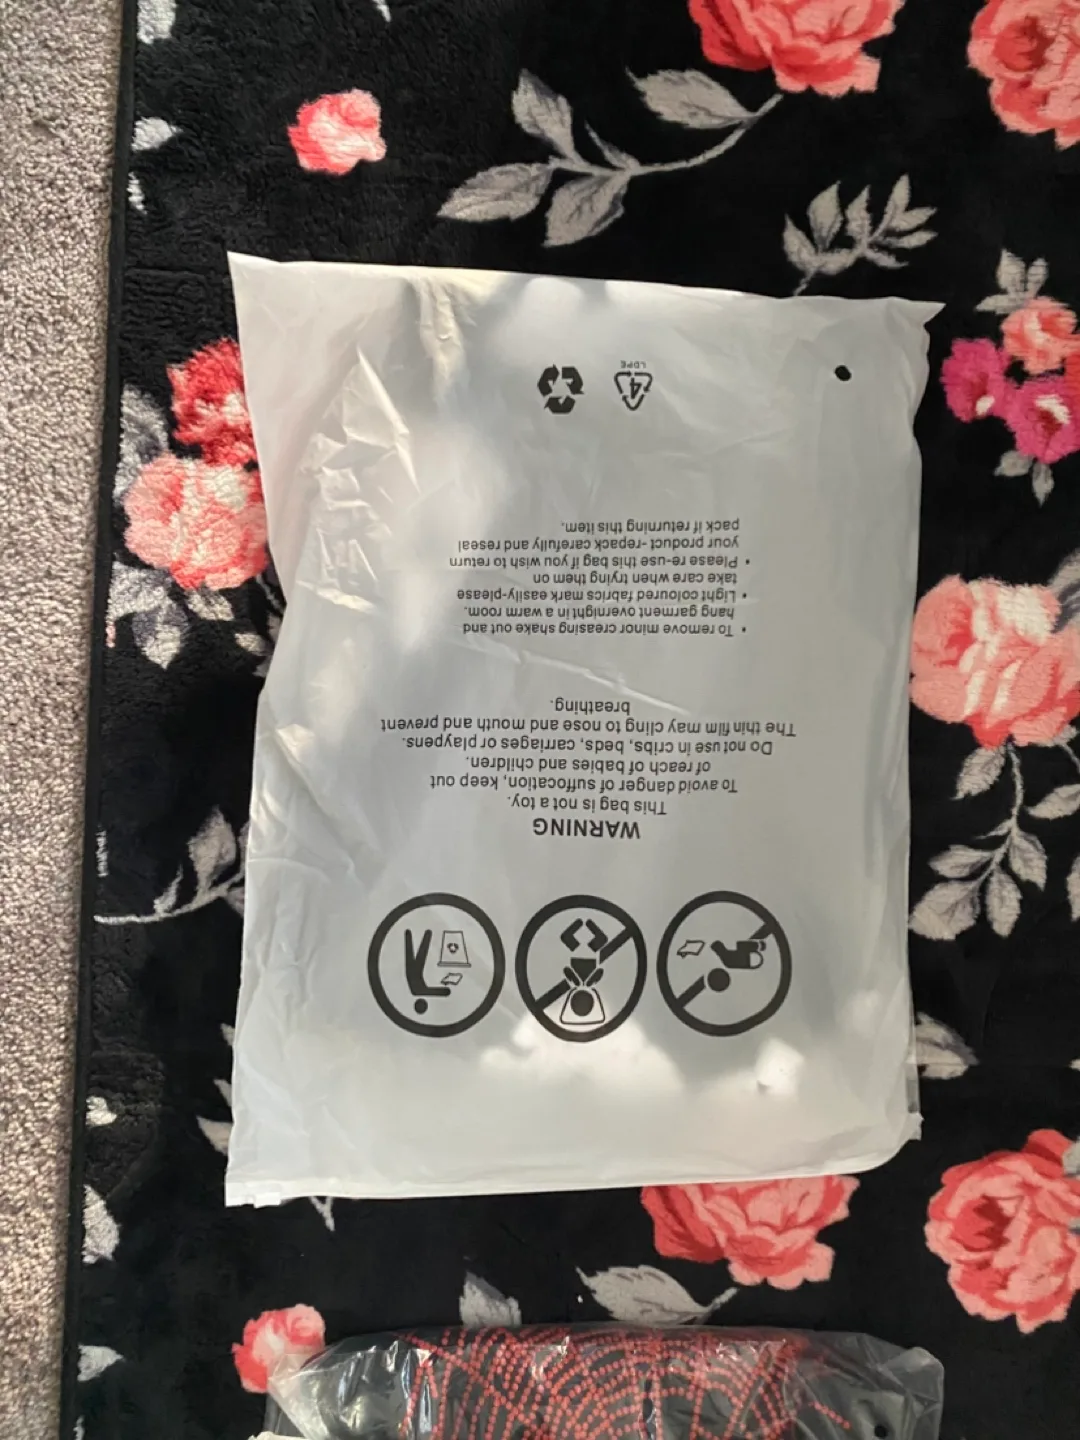 WARNING
This bag is not a toy.
To avoid danger of suffocation, keep out
of reach of babies and children.
Do not use in cribs, beds, carriages or playpens.
The thin film may cling to nose and mouth and prevent
breathing.
• To remove minor creasing shake out and
hang garment overnight in a warm room.
• Light coloured fabrics mark easily-please
take care when trying them on
• Please re-use this bag if you wish to return
your product -repack carefully and reseal
pack if returning this item.
4
LDPE